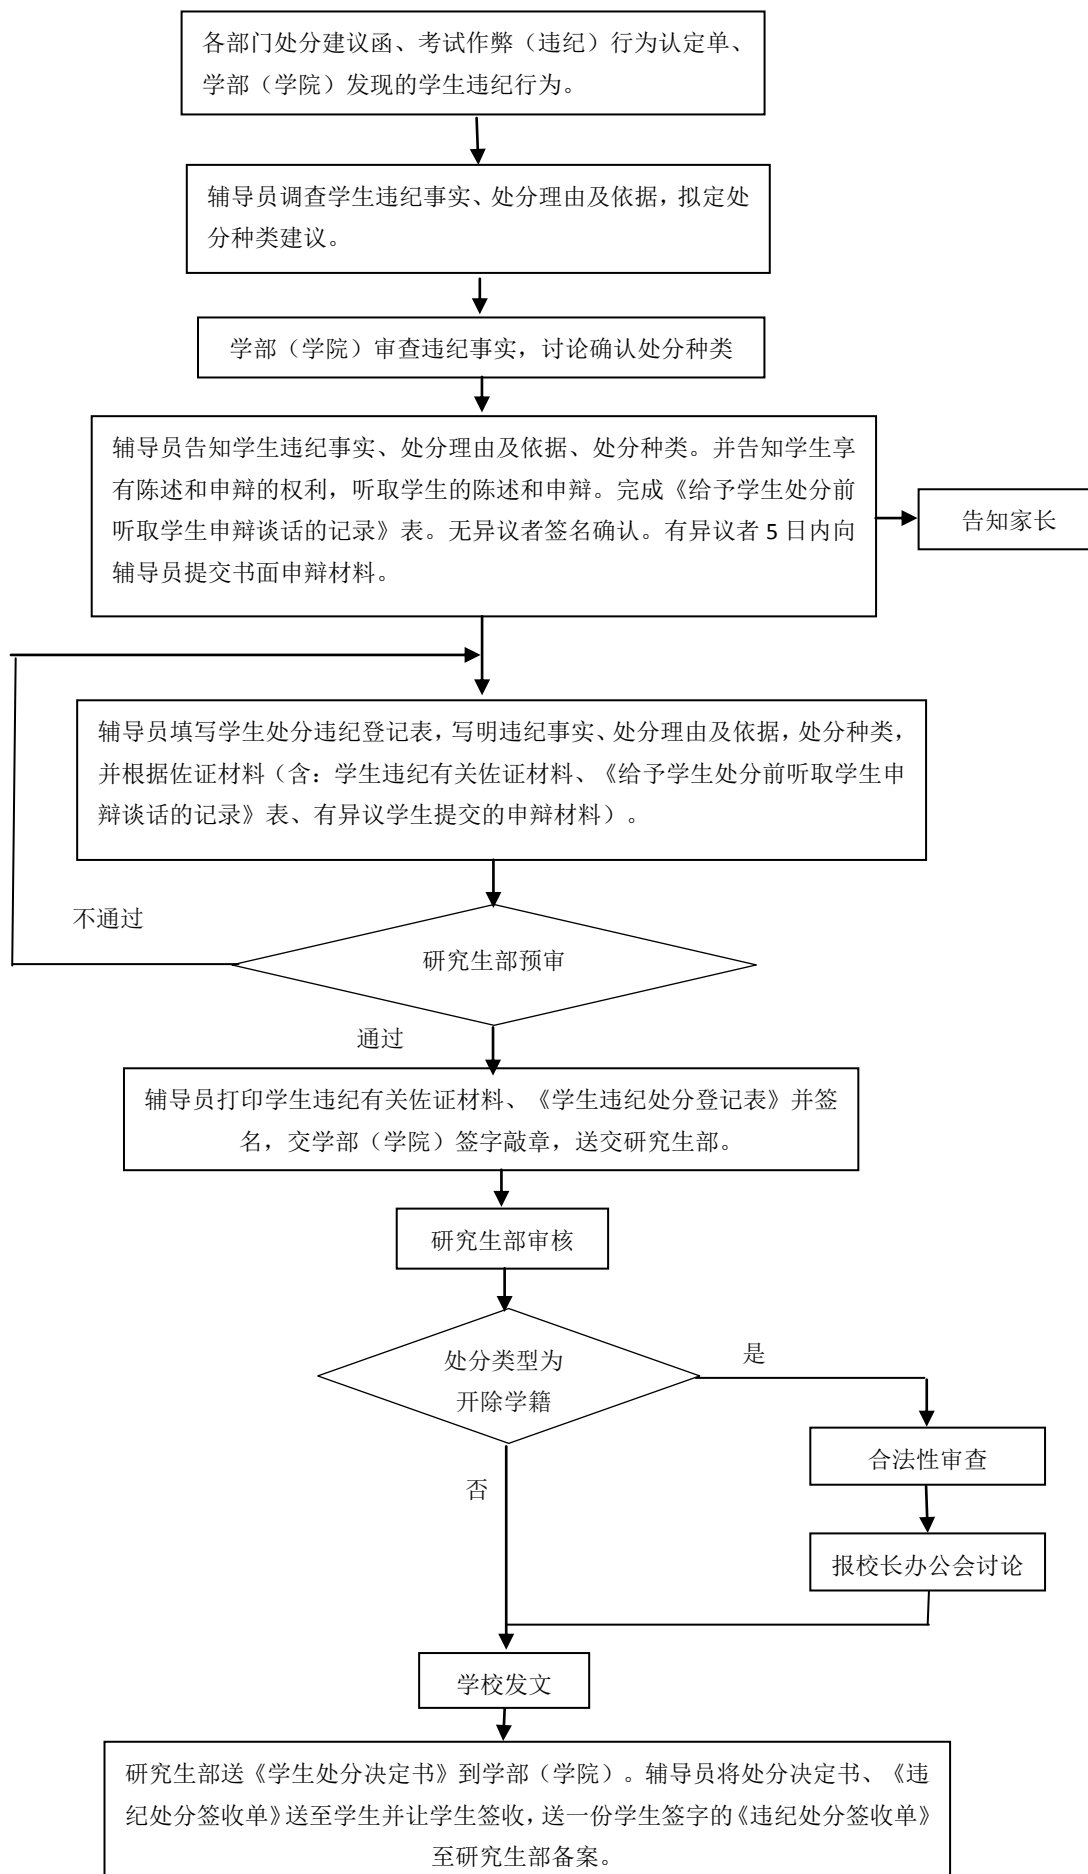 各部门处分建议函、考试作弊（违纪）行为认定单、
学部（学院）发现的学生违纪行为。
辅导员调查学生违纪事实、处分理由及依据，拟定处
分种类建议。
学部（学院）审查违纪事实，讨论确认处分种类
辅导员告知学生违纪事实、处分理由及依据、处分种类。并告知学生享
有陈述和申辩的权利，听取学生的陈述和申辩。完成《给予学生处分前
听取学生申辩谈话的记录》表。无异议者签名确认。有异议者 5 日内向
辅导员提交书面申辩材料。
告知家长
辅导员填写学生处分违纪登记表，写明违纪事实、处分理由及依据，处分种类，
并根据佐证材料（含：学生违纪有关佐证材料、《给予学生处分前听取学生申
辩谈话的记录》表、有异议学生提交的申辩材料）。
不通过
研究生部预审
通过
辅导员打印学生违纪有关佐证材料、《学生违纪处分登记表》并签
名，交学部（学院）签字敲章，送交研究生部。
研究生部审核
处分类型为
开除学籍
是
合法性审查
否
报校长办公会讨论
学校发文
研究生部送《学生处分决定书》到学部（学院）。辅导员将处分决定书、《违
纪处分签收单》送至学生并让学生签收，送一份学生签字的《违纪处分签收单》
至研究生部备案。